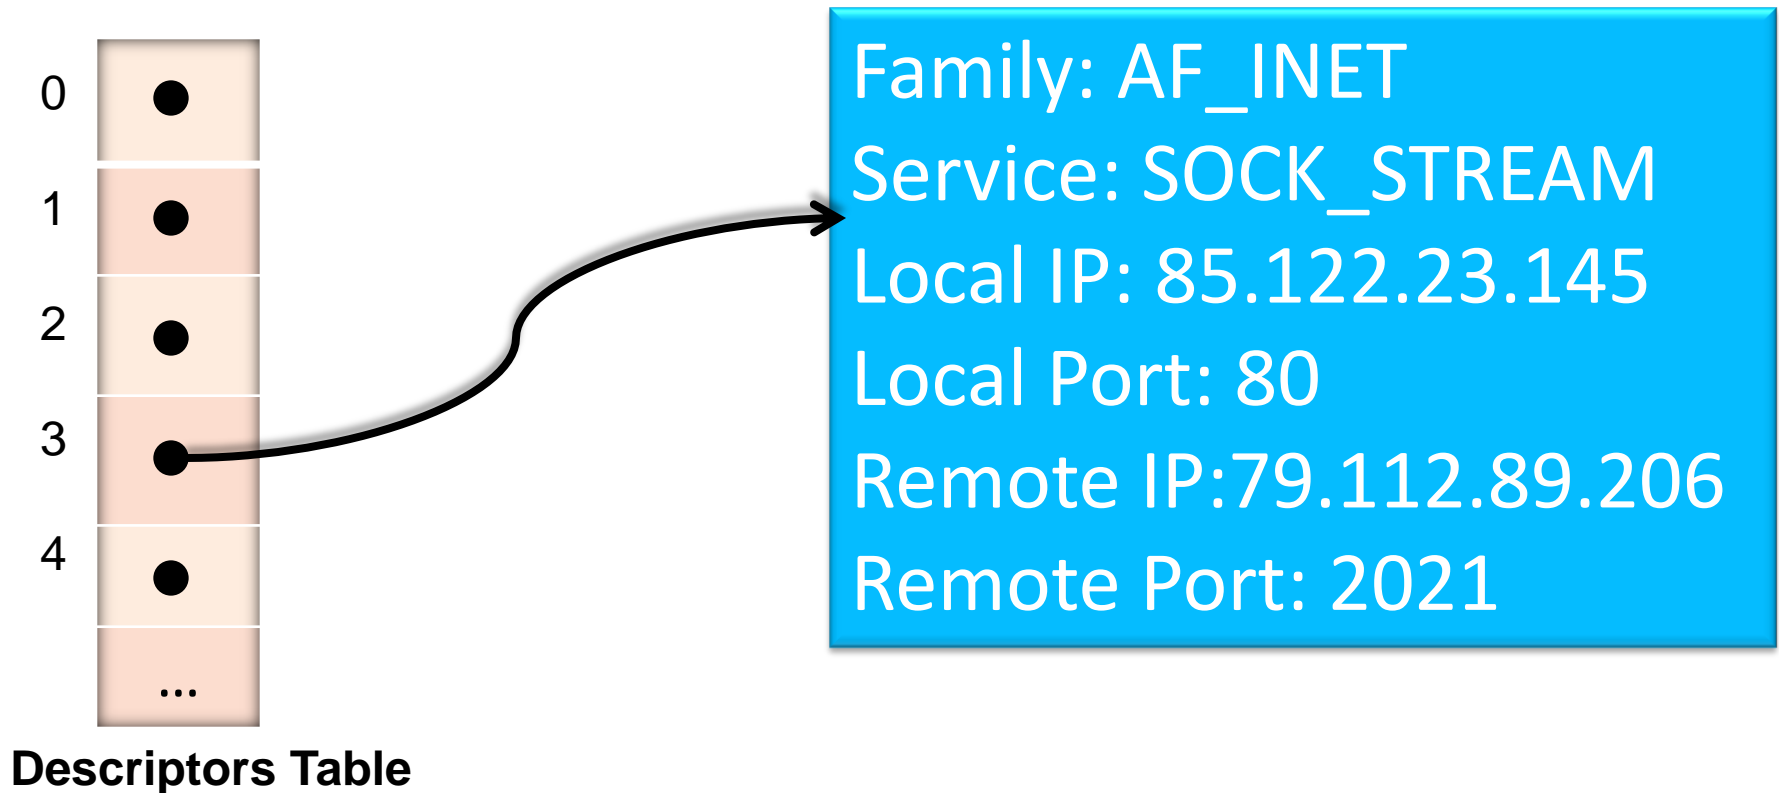 0
1
2
3
4
...
Descriptors Table
Family: AF_INET
Service: SOCK_STREAM
Local IP: 85.122.23.145
Local Port: 80
Remote IP:79.112.89.206
Remote Port: 2021